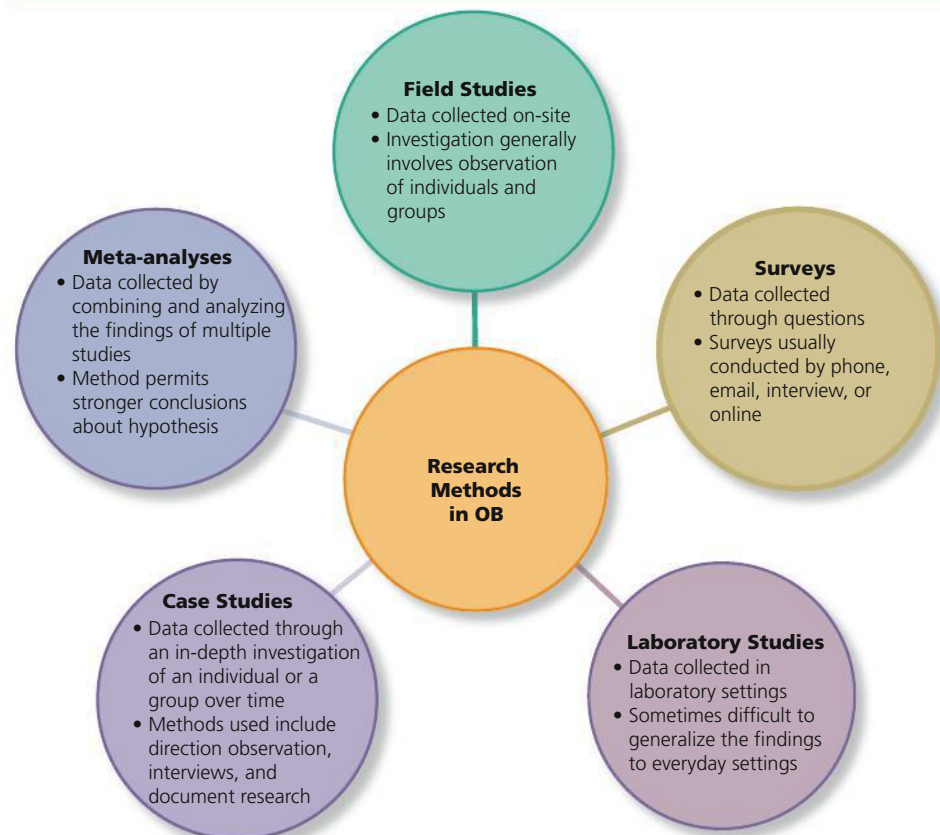 Field Studies
• Data collected on-site
• Investigation generally
involves observation
of individuals and
groups
Surveys
• Data collected
through questions
• Surveys usually
conducted by phone,
email, interview, or
online
Laboratory Studies
• Data collected in
laboratory settings
• Sometimes difficult to
generalize the findings
to everyday settings
Case Studies
• Data collected through
an in-depth investigation
of an individual or a
group over time
• Methods used include
direction observation,
interviews, and
document research
Meta-analyses
• Data collected by
combining and analyzing
the findings of multiple
studies
• Method permits
stronger conclusions
about hypothesis
Research
Methods
in OB